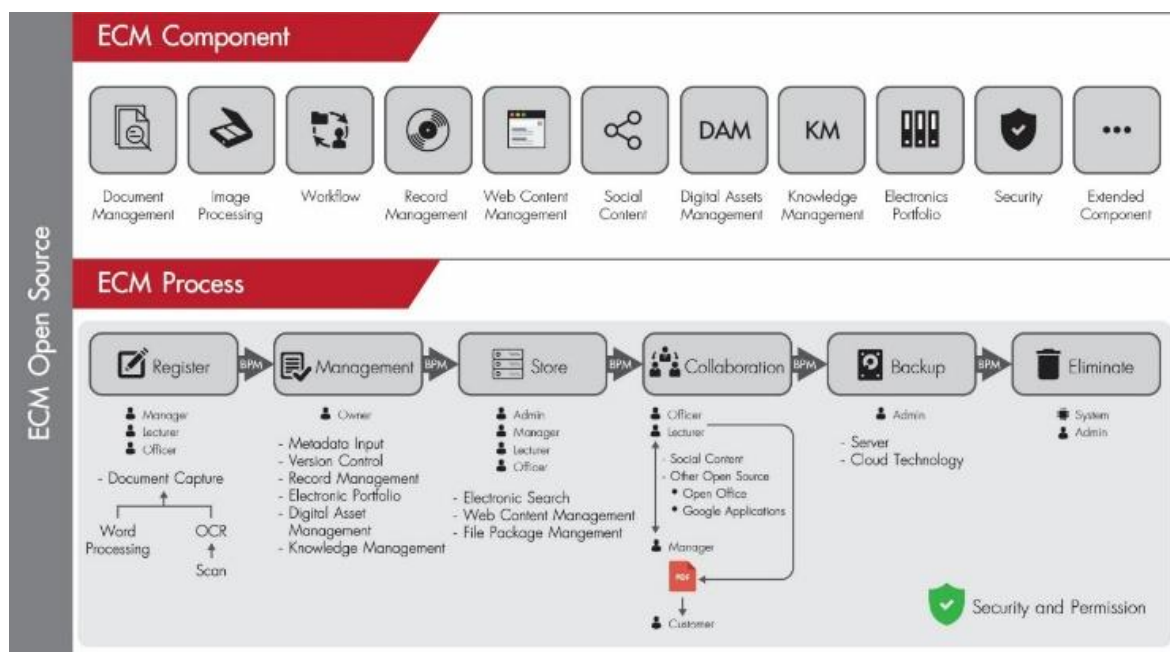 ECM Open Source
ECM Component
DAM
KM
Document
Management
Image
Processing
Workflow
Record
Management
Web Content
Management
Social
Content
Digital Assets
Management
Knowledge
Management
Electronics
Portfolio
Security
Extended
Component
ECM Process
Register
BPM
Management
BPM
Store
BPM
Collaboration
BPM
Backup
BPM
Eliminate
Manager
Lecturer
Officer
- Document Capture
Word
Processing
OCR
Scan
Owner
- Metadata Input
- Version Control
- Record Management
- Electronic Portfolio
- Digital Asset
Management
- Knowledge Management
Admin
Manager
Lecturer
Officer
- Electronic Search
- Web Content Management
- File Package Mangement
Officer
Lecturer
- Social Content
- Other Open Source
• Open Office
• Google Applications
Manager
PDF
Customer
Admin
- Server
- Cloud Technology
System
Admin
Security and Permission